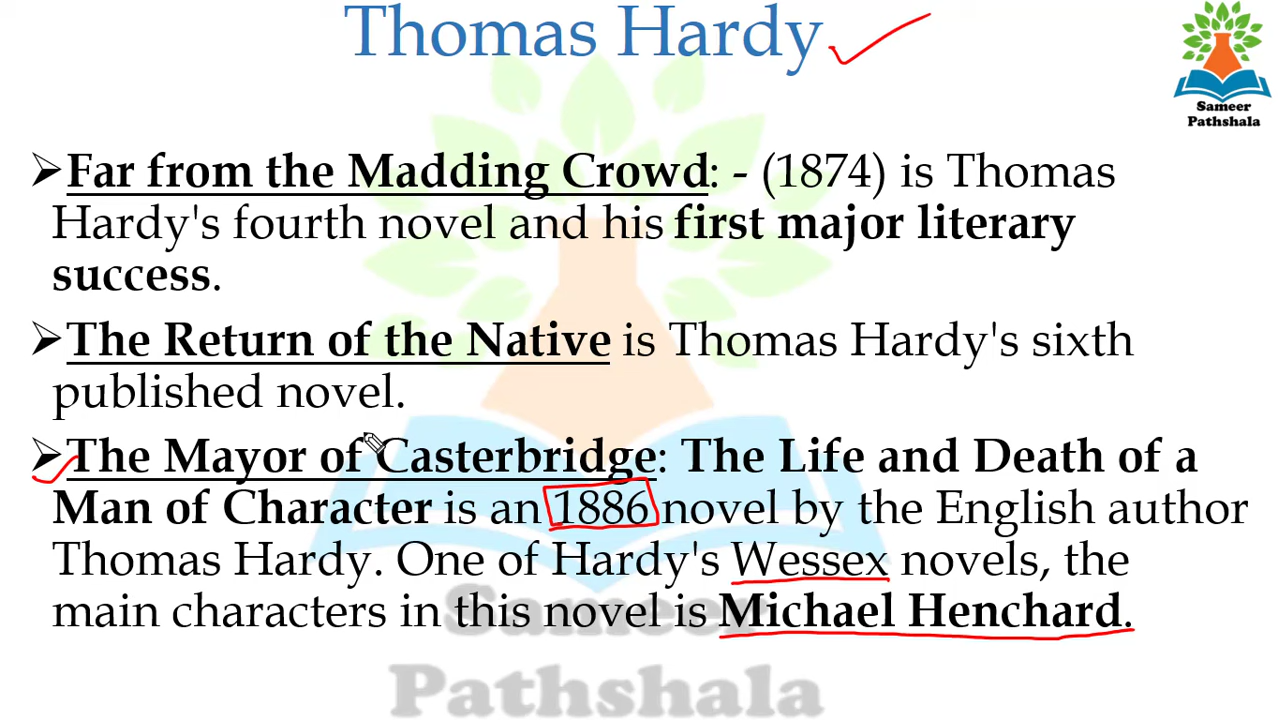 Thomas Hardy
Sameer
Pathshala
➢Far from the Madding Crowd: - (1874) is Thomas
Hardy's fourth novel and his first major literary
success.
➢The Return of the Native is Thomas Hardy's sixth
published novel.
➢The Mayor of Casterbridge: The Life and Death of a
Man of Character is an 1886 novel by the English author
Thomas Hardy. One of Hardy's Wessex novels, the
main characters in this novel is Michael Henchard.
Sameer
Pathshala